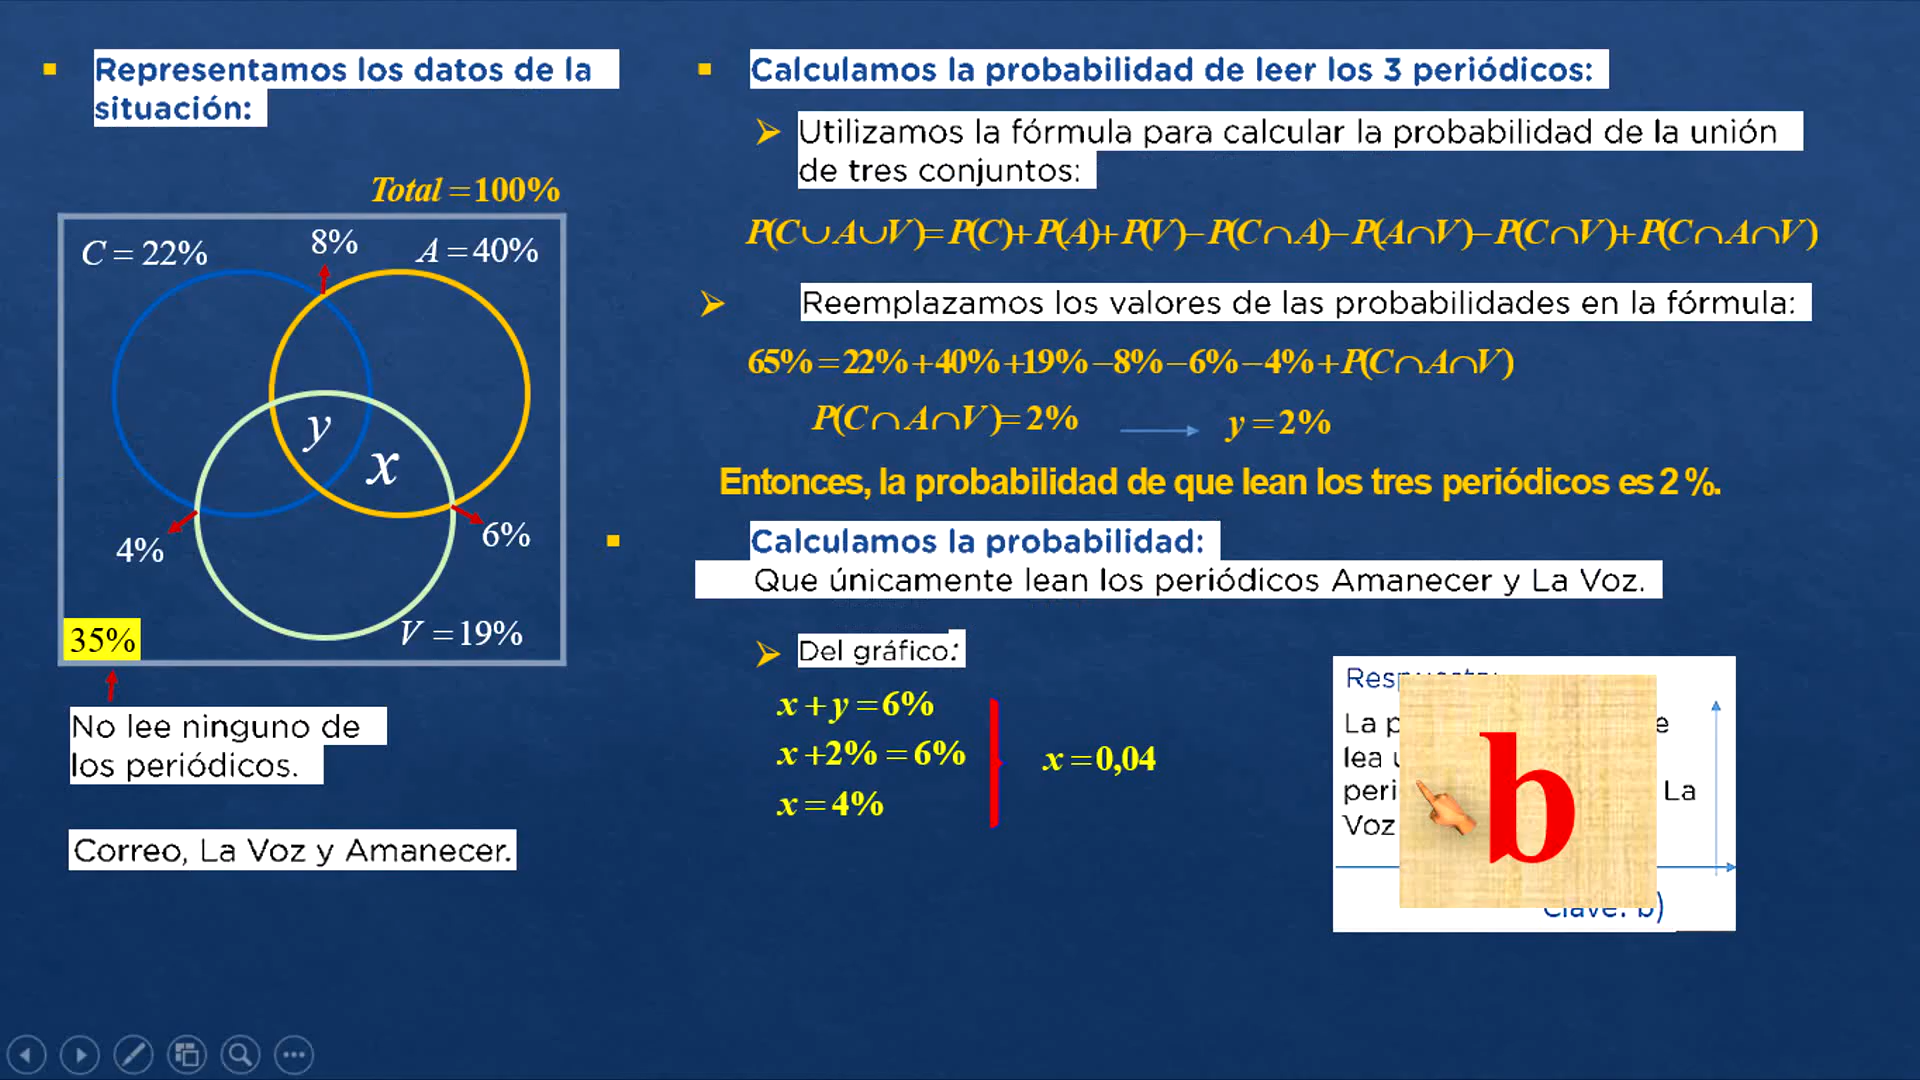 Representamos los datos de la
situación:
Total = 100%
C = 22%
8%
A = 40%
y
x
4%
6%
35%
V = 19%
No lee ninguno de
los periódicos.
Correo, La Voz y Amanecer.
Calculamos la probabilidad de leer los 3 periódicos:
Utilizamos la fórmula para calcular la probabilidad de la unión
de tres conjuntos:
P(C∪A∪V)=P(C)+P(A)+P(V)−P(C∩A)−P(A∩V)−P(C∩V)+P(C∩A∩V)
Reemplazamos los valores de las probabilidades en la fórmula:
65%=22%+40%+19%−8%−6%−4%+P(C∩A∩V)
P(C∩A∩V)=2% y=2%
Entonces, la probabilidad de que lean los tres periódicos es 2 %.
Calculamos la probabilidad:
Que únicamente lean los periódicos Amanecer y La Voz.
Del gráfico:
x+y=6%
x+2%=6%
x=4%
x=0,04
La
lea
La
Voz
b
Clave: b)